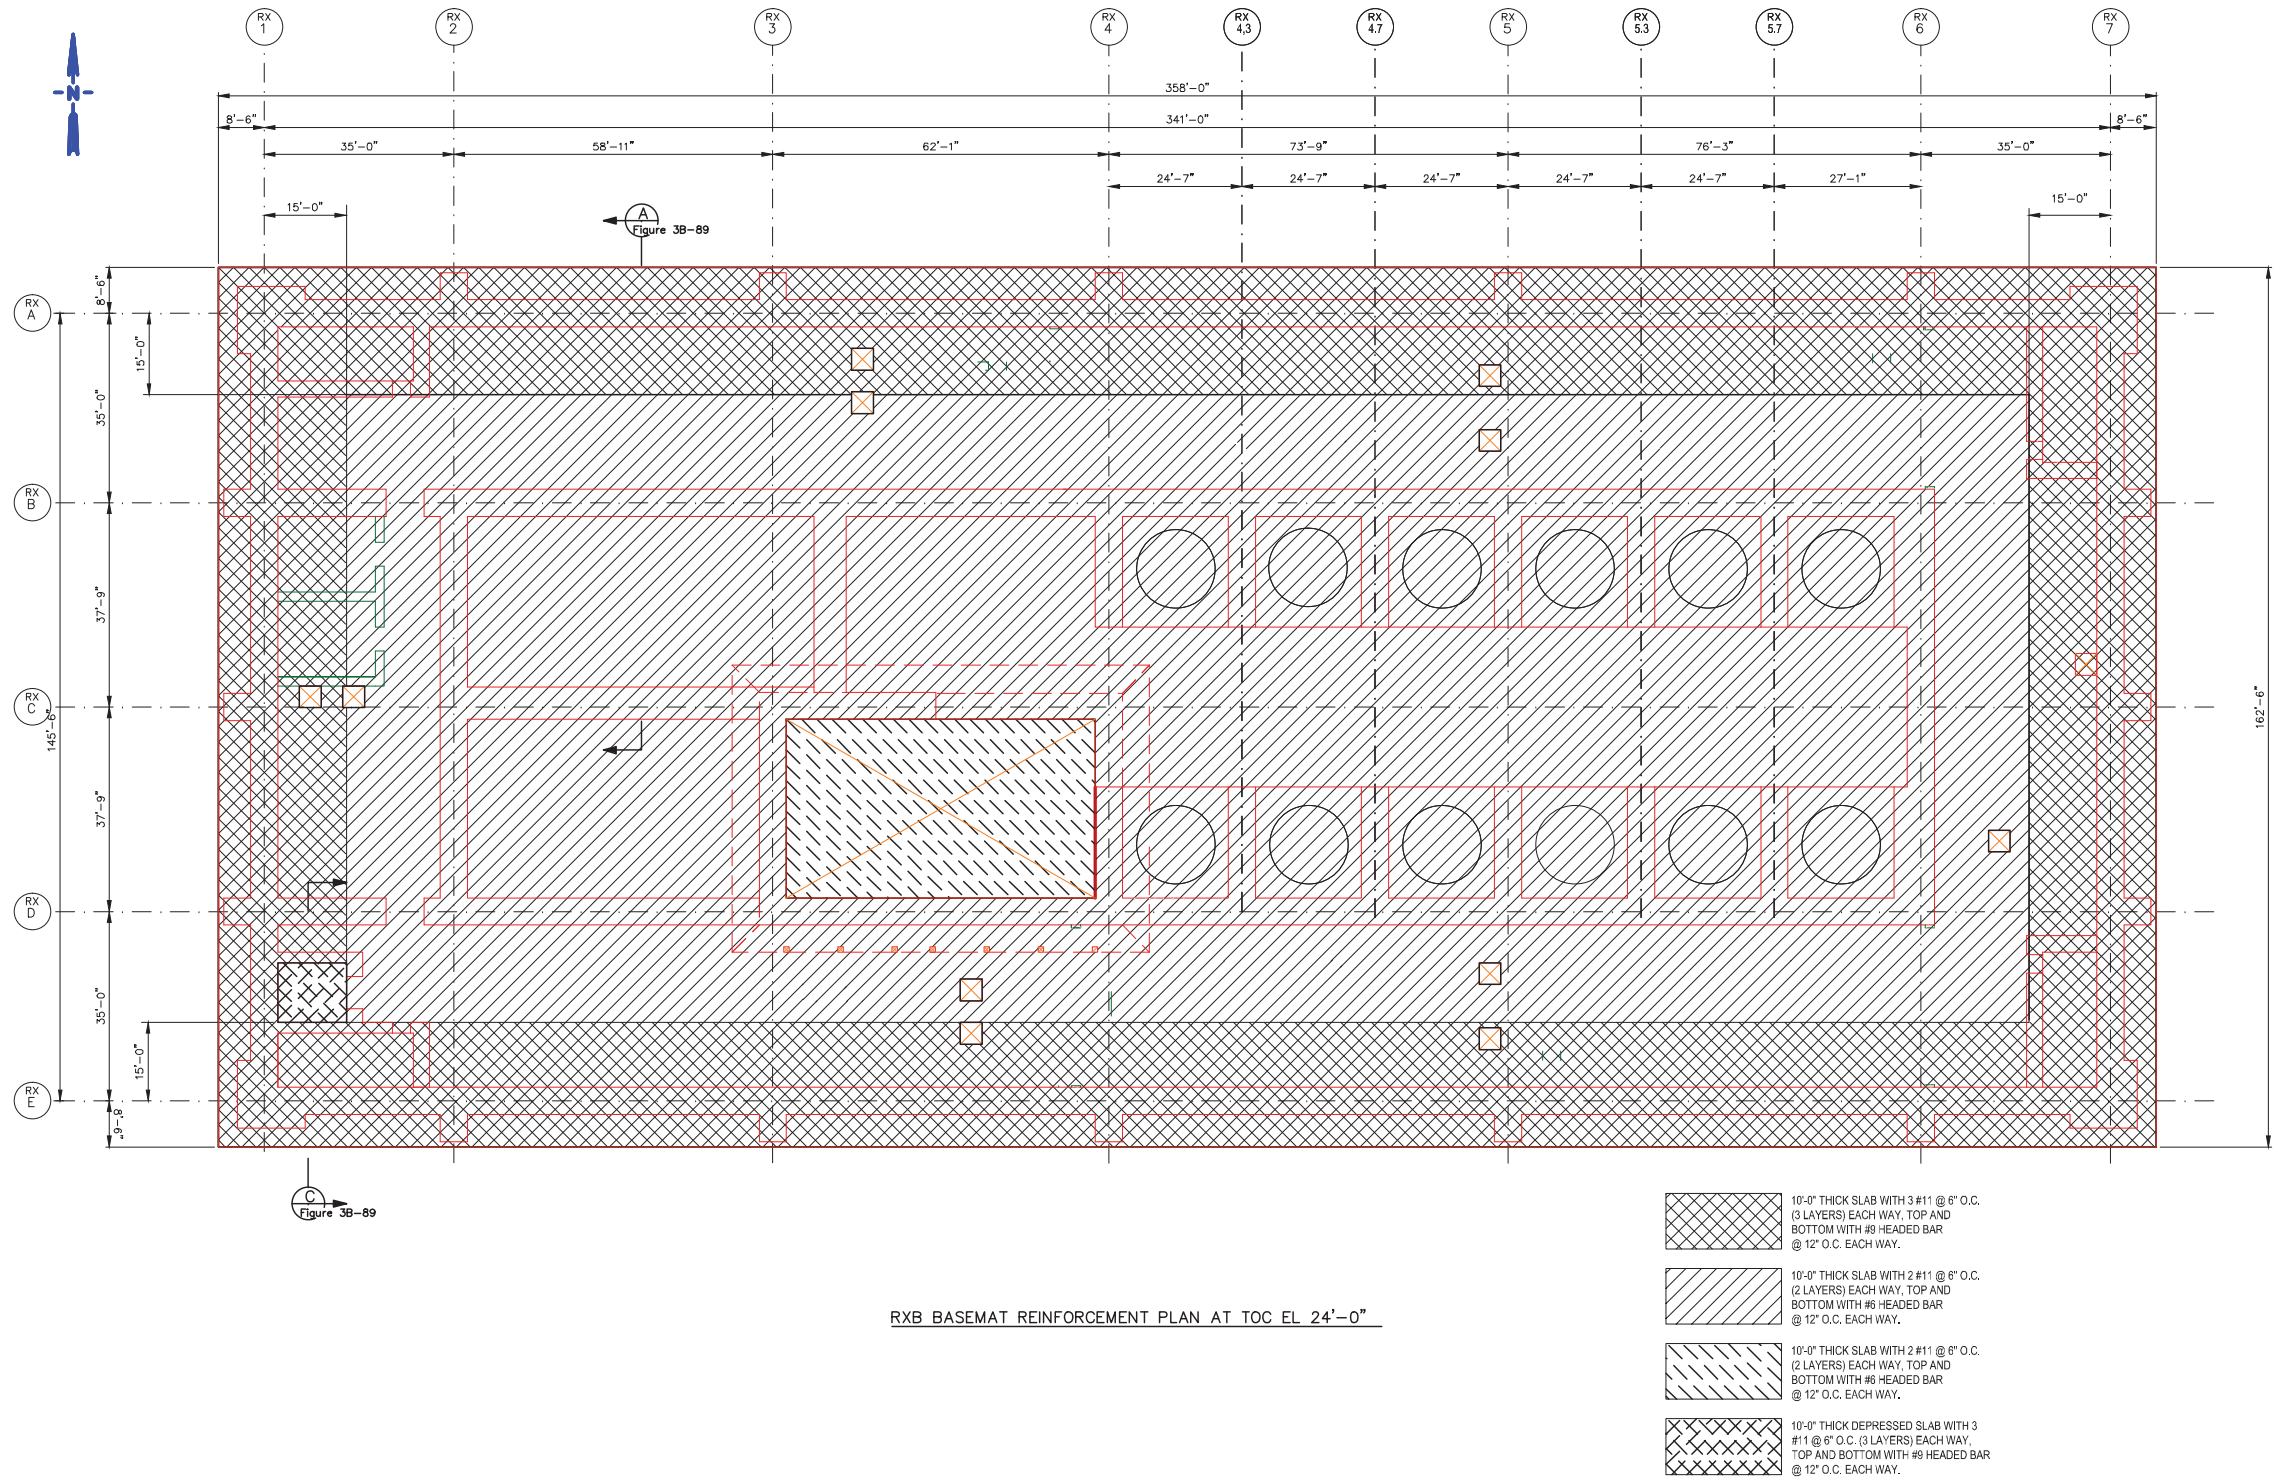 RX 1
RX 2
RX 3
RX 4
RX 4,3
RX 4.7
RX 5
RX 5.3
RX 5.7
RX 6
RX 7
N
358'-0"
8'-6"
341'-0"
8'-6"
35'-0"
58'-11"
62'-1"
73'-9"
76'-3"
35'-0"
24'-7"
24'-7"
24'-7"
24'-7"
24'-7"
27'-1"
15'-0"
15'-0"
A
Figure 3B-89
8'-6"
RX A
15'-0"
35'-0"
RX B
37'-9"
RX C
145'-6"
162'-6"
37'-9"
RX D
35'-0"
15'-0"
RX E
8'-6"
C
Figure 3B-89
RXB BASEMAT REINFORCEMENT PLAN AT TOC EL 24'-0"
10'-0" THICK SLAB WITH 3 #11 @ 6" O.C.
(3 LAYERS) EACH WAY, TOP AND
BOTTOM WITH #9 HEADED BAR
@ 12" O.C. EACH WAY.
10'-0" THICK SLAB WITH 2 #11 @ 6" O.C.
(2 LAYERS) EACH WAY, TOP AND
BOTTOM WITH #6 HEADED BAR
@ 12" O.C. EACH WAY.
10'-0" THICK SLAB WITH 2 #11 @ 6" O.C.
(2 LAYERS) EACH WAY, TOP AND
BOTTOM WITH #6 HEADED BAR
@ 12" O.C. EACH WAY.
10'-0" THICK DEPRESSED SLAB WITH 3
#11 @ 6" O.C. (3 LAYERS) EACH WAY,
TOP AND BOTTOM WITH #9 HEADED BAR
@ 12" O.C. EACH WAY.